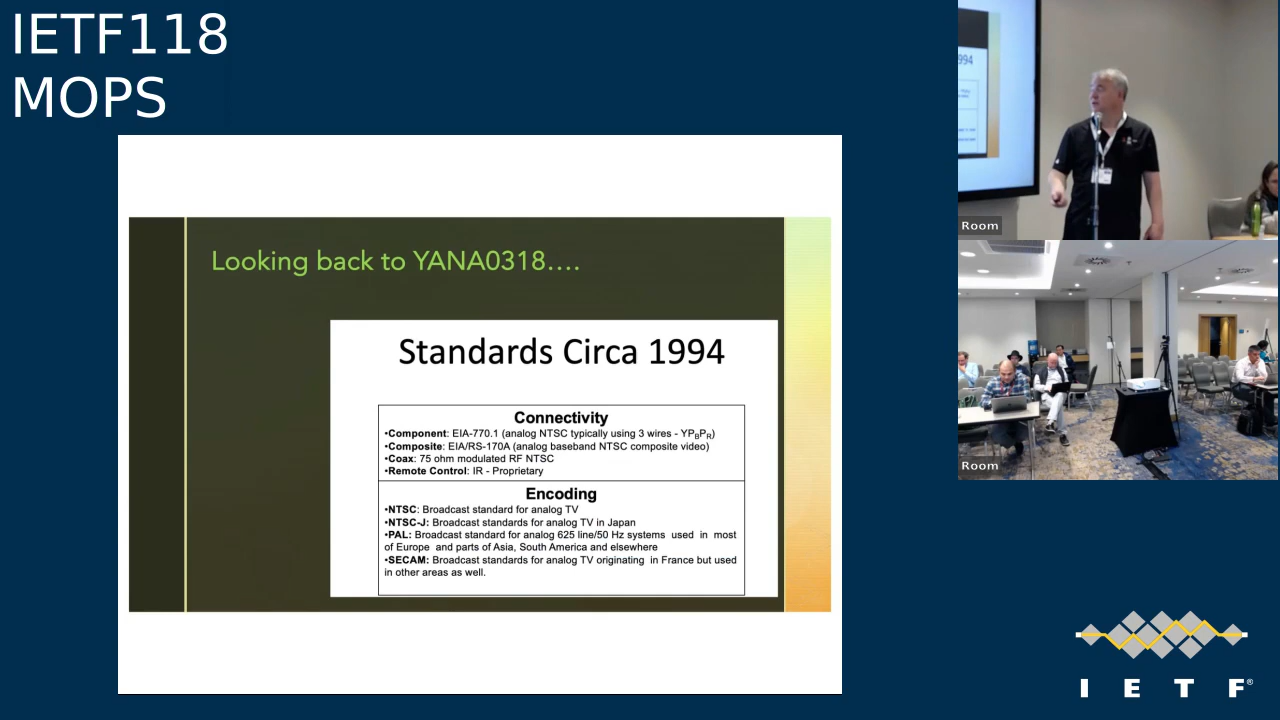 IETF118
MOPS
Looking back to YANA0318....
Standards Circa 1994
Connectivity
•Component: EIA-770.1 (analog NTSC typically using 3 wires - YPBPR)
•Composite: EIA/RS-170A (analog baseband NTSC composite video)
•Coax: 75 ohm modulated RF NTSC
•Remote Control: IR - Proprietary
Encoding
•NTSC: Broadcast standard for analog TV
•NTSC-J: Broadcast standards for analog TV in Japan
•PAL: Broadcast standard for analog 625 line/50 Hz systems used in most
of Europe and parts of Asia, South America and elsewhere
•SECAM: Broadcast standards for analog TV originating in France but used
in other areas as well.
994
Room
Room
I E T F®